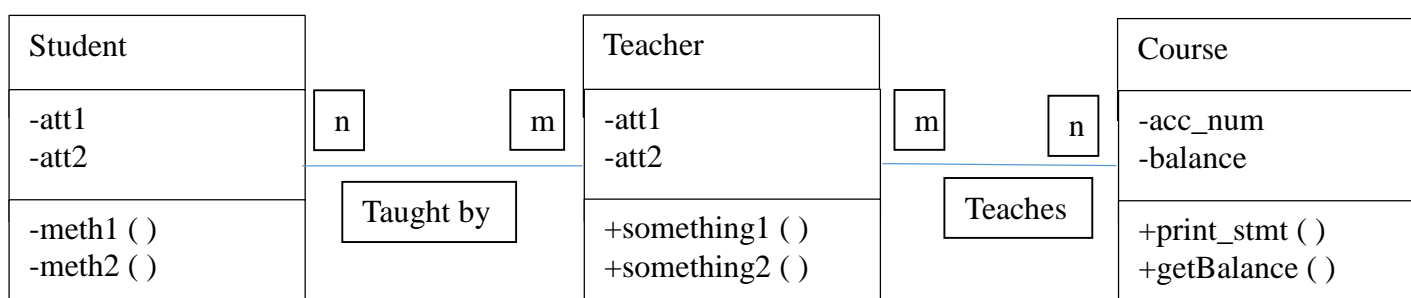 Student
-att1
-att2
-meth1 ( )
-meth2 ( )
n
m
Taught by
Teacher
-att1
-att2
+something1 ( )
+something2 ( )
m
n
Teaches
Course
-acc_num
-balance
+print_stmt ( )
+getBalance ( )